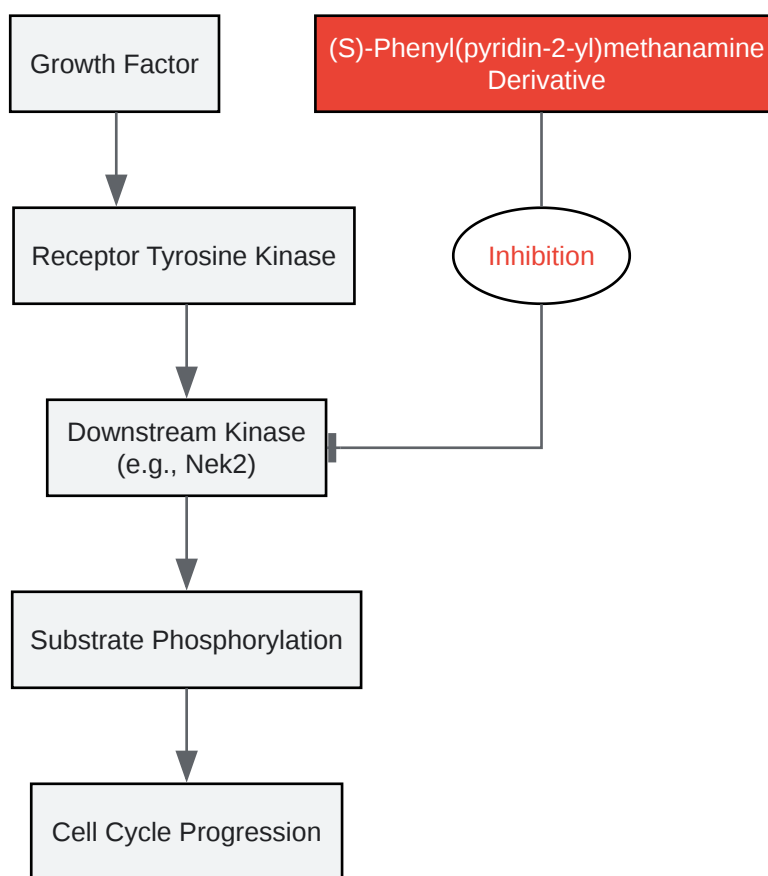 Growth Factor
(S)-Phenyl(pyridin-2-yl)methanamine
Derivative
Receptor Tyrosine Kinase
Inhibition
Downstream Kinase
(e.g., Nek2)
Substrate Phosphorylation
Cell Cycle Progression